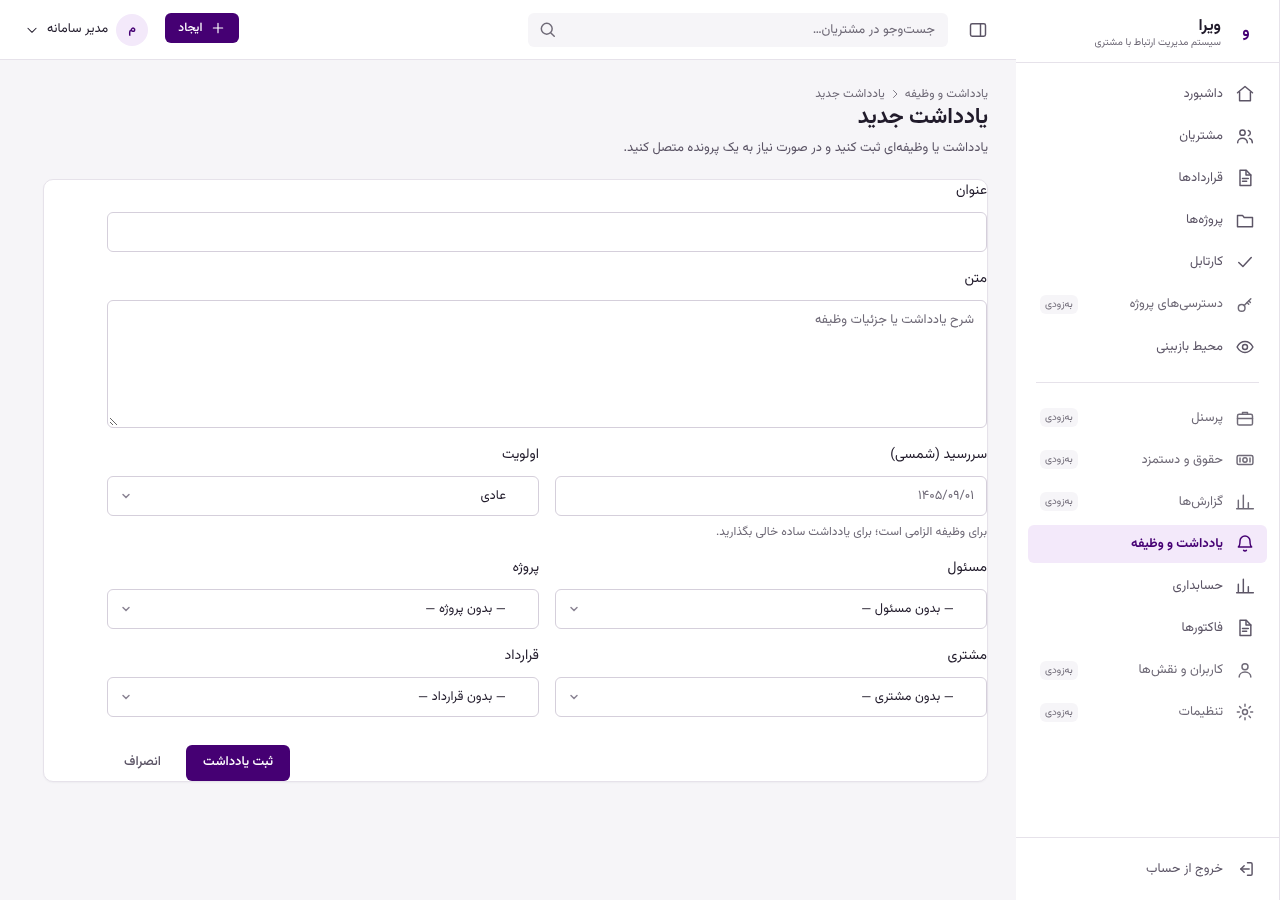 و
ویرا
سیستم مدیریت ارتباط با مشتری
داشبورد
مشتریان
قراردادها
پروژه‌ها
کارتابل
دسترسی‌های پروژه
به‌زودی
محیط بازبینی
پرسنل
به‌زودی
حقوق و دستمزد
به‌زودی
گزارش‌ها
به‌زودی
یادداشت و وظیفه
حسابداری
فاکتورها
کاربران و نقش‌ها
به‌زودی
تنظیمات
به‌زودی
خروج از حساب
جست‌وجو در مشتریان...
ایجاد
م
مدیر سامانه
یادداشت و وظیفه
یادداشت جدید
یادداشت جدید
یادداشت یا وظیفه‌ای ثبت کنید و در صورت نیاز به یک پرونده متصل کنید.
عنوان
متن
شرح یادداشت یا جزئیات وظیفه
سررسید (شمسی)
اولویت
۱۴۰۵/۰۹/۰۱
عادی
برای وظیفه الزامی است؛ برای یادداشت ساده خالی بگذارید.
مسئول
پروژه
— بدون مسئول —
— بدون پروژه —
مشتری
قرارداد
— بدون مشتری —
— بدون قرارداد —
ثبت یادداشت
انصراف